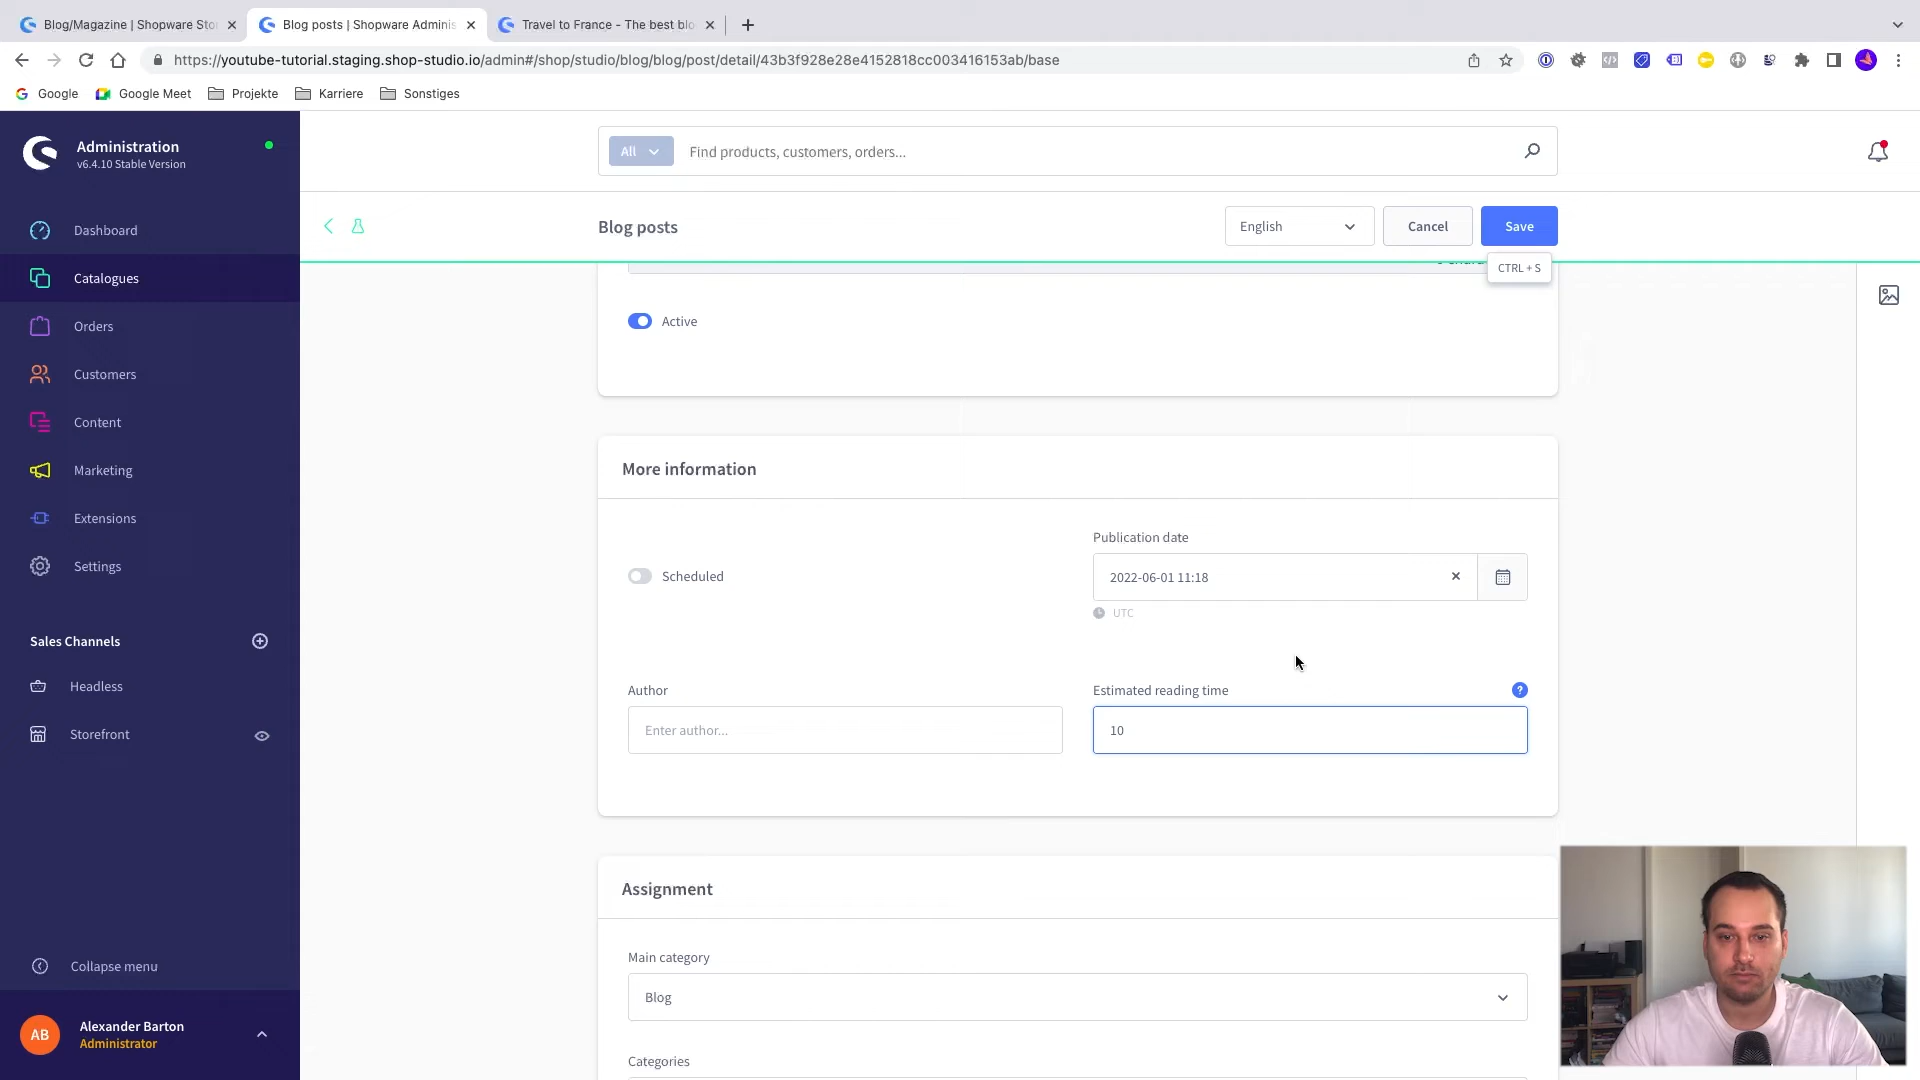 Blog/Magazine | Shopware Sto
Blog posts | Shopware Adminis
Travel to France - The best blo
https://youtube-tutorial.staging.shop-studio.io/admin#/shop/studio/blog/blog/post/detail/43b3f928e28e4152818cc003416153ab/base
Google
Google Meet
Projekte
Karriere
Sonstiges
Administration
v6.4.10 Stable Version
All
Find products, customers, orders...
Blog posts
English
Cancel
Save
CTRL + S
Dashboard
Catalogues
Orders
Customers
Content
Marketing
Extensions
Settings
Sales Channels
Headless
Storefront
Collapse menu
AB
Alexander Barton
Administrator
Active
More information
Scheduled
Publication date
2022-06-01 11:18
UTC
Author
Enter author...
Estimated reading time
?
10
Assignment
Main category
Blog
Categories